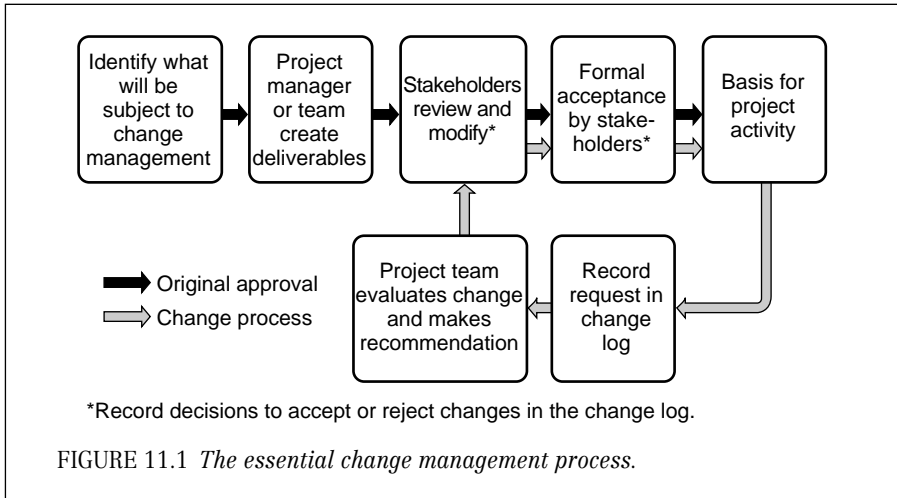 Identify what
will be
subject to
change
management
Project
manager
or team
create
deliverables
Stakeholders
review and
modify*
Formal
acceptance
by stake-
holders*
Basis for
project
activity
Project team
evaluates change
and makes
recommendation
Record
request in
change
log
Original approval
Change process
*Record decisions to accept or reject changes in the change log.
FIGURE 11.1 The essential change management process.